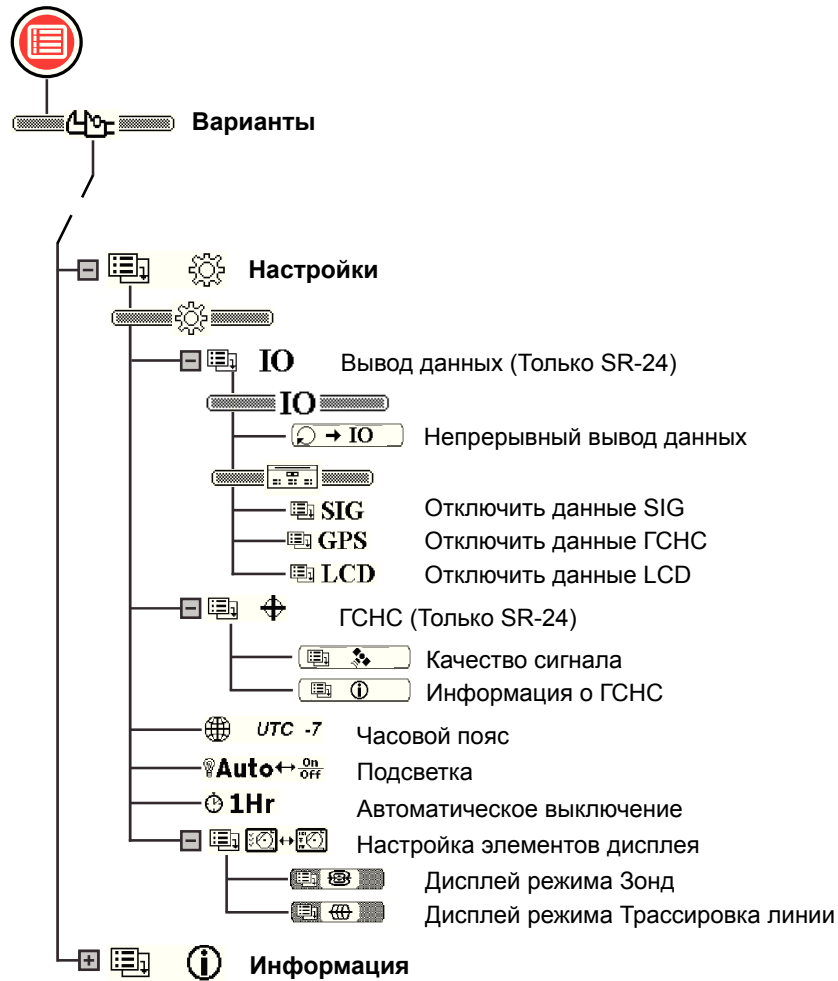 Варианты
Настройки
IO Вывод данных (Только SR-24)
IO
→ IO Непрерывный вывод данных
SIG Отключить данные SIG
GPS Отключить данные ГСНС
LCD Отключить данные LCD
ГСНС (Только SR-24)
Качество сигнала
Информация о ГСНС
UTC -7 Часовой пояс
Auto↔On/Off Подсветка
1Hr Автоматическое выключение
Настройка элементов дисплея
Дисплей режима Зонд
Дисплей режима Трассировка линии
Информация